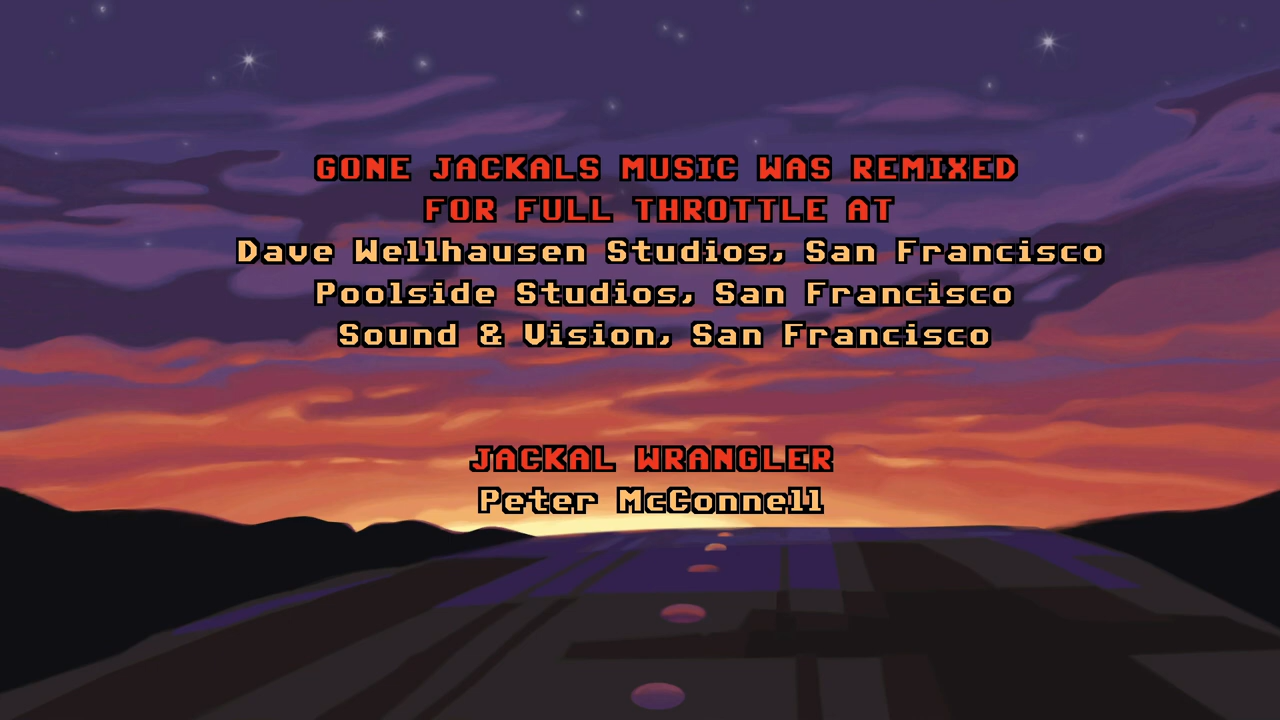 GONE JACKALS MUSIC WAS REMIXED
FOR FULL THROTTLE AT
Dave Wellhausen Studios, San Francisco
Poolside Studios, San Francisco
Sound & Vision, San Francisco
JACKAL WRANGLER
Peter McConnell